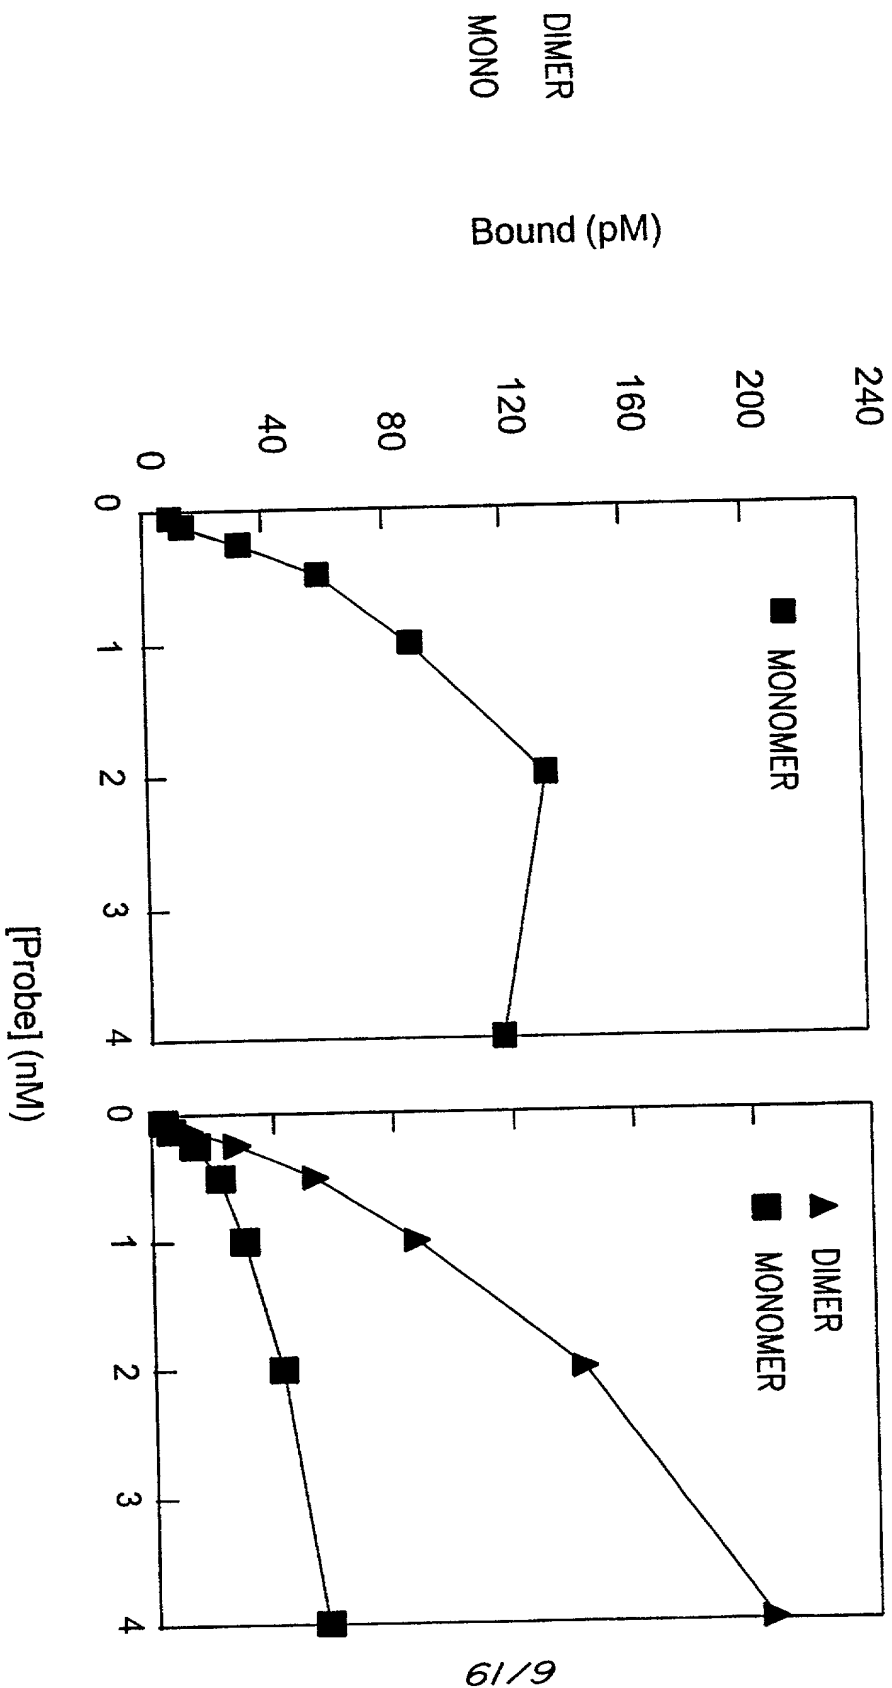 DIMER
MONO
Bound (pM)
240
200
160
120
80
40
0
MONOMER
0
1
2
3
4
DIMER
MONOMER
0
1
2
3
4
[Probe] (nM)
6/19